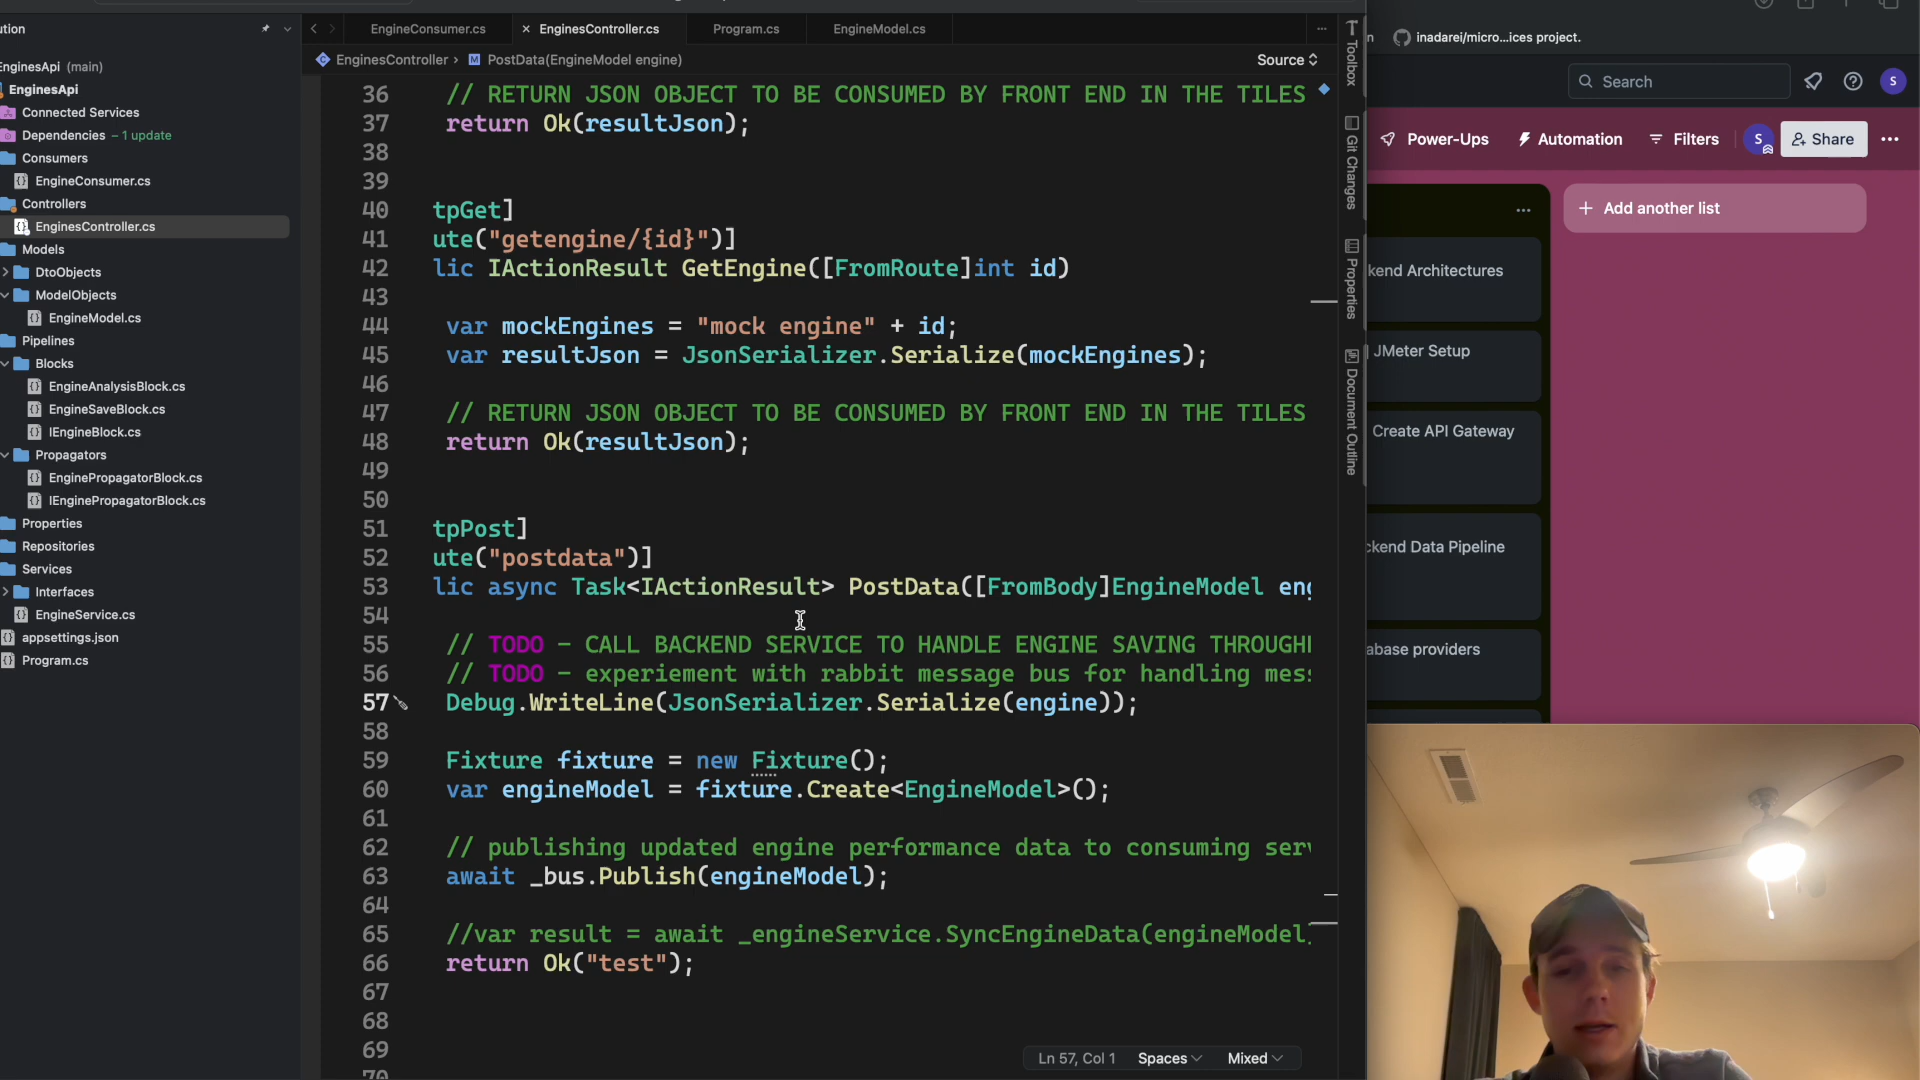 ution
EnginesApi (main)
EnginesApi
Connected Services
Dependencies – 1 update
Consumers
EngineConsumer.cs
Controllers
EnginesController.cs
Models
DtoObjects
ModelObjects
EngineModel.cs
Pipelines
Blocks
EngineAnalysisBlock.cs
EngineSaveBlock.cs
IEngineBlock.cs
Propagators
EnginePropagatorBlock.cs
IEnginePropagatorBlock.cs
Properties
Repositories
Services
Interfaces
EngineService.cs
appsettings.json
Program.cs
EngineConsumer.cs
EnginesController.cs
Program.cs
EngineModel.cs
EnginesController › PostData(EngineModel engine)
Source
36 // RETURN JSON OBJECT TO BE CONSUMED BY FRONT END IN THE TILES
37 return Ok(resultJson);
38
39
40 tpGet]
41 ute("getengine/{id}")]
42 lic IActionResult GetEngine([FromRoute]int id)
43
44 var mockEngines = "mock engine" + id;
45 var resultJson = JsonSerializer.Serialize(mockEngines);
46
47 // RETURN JSON OBJECT TO BE CONSUMED BY FRONT END IN THE TILES
48 return Ok(resultJson);
49
50
51 tpPost]
52 ute("postdata")]
53 lic async Task<IActionResult> PostData([FromBody]EngineModel eng
54
55 // TODO – CALL BACKEND SERVICE TO HANDLE ENGINE SAVING THROUGH
56 // TODO – experiement with rabbit message bus for handling mess
57 Debug.WriteLine(JsonSerializer.Serialize(engine));
58
59 Fixture fixture = new Fixture();
60 var engineModel = fixture.Create<EngineModel>();
61
62 // publishing updated engine performance data to consuming serv
63 await _bus.Publish(engineModel);
64
65 //var result = await _engineService.SyncEngineData(engineModel
66 return Ok("test");
67
68
69
70
Ln 57, Col 1 Spaces Mixed
Toolbox
Git Changes
Properties
Document Outline
n inadarei/micro...ices project.
Search
S
Power-Ups Automation Filters S Share
Add another list
kend Architectures
JMeter Setup
Create API Gateway
ckend Data Pipeline
abase providers